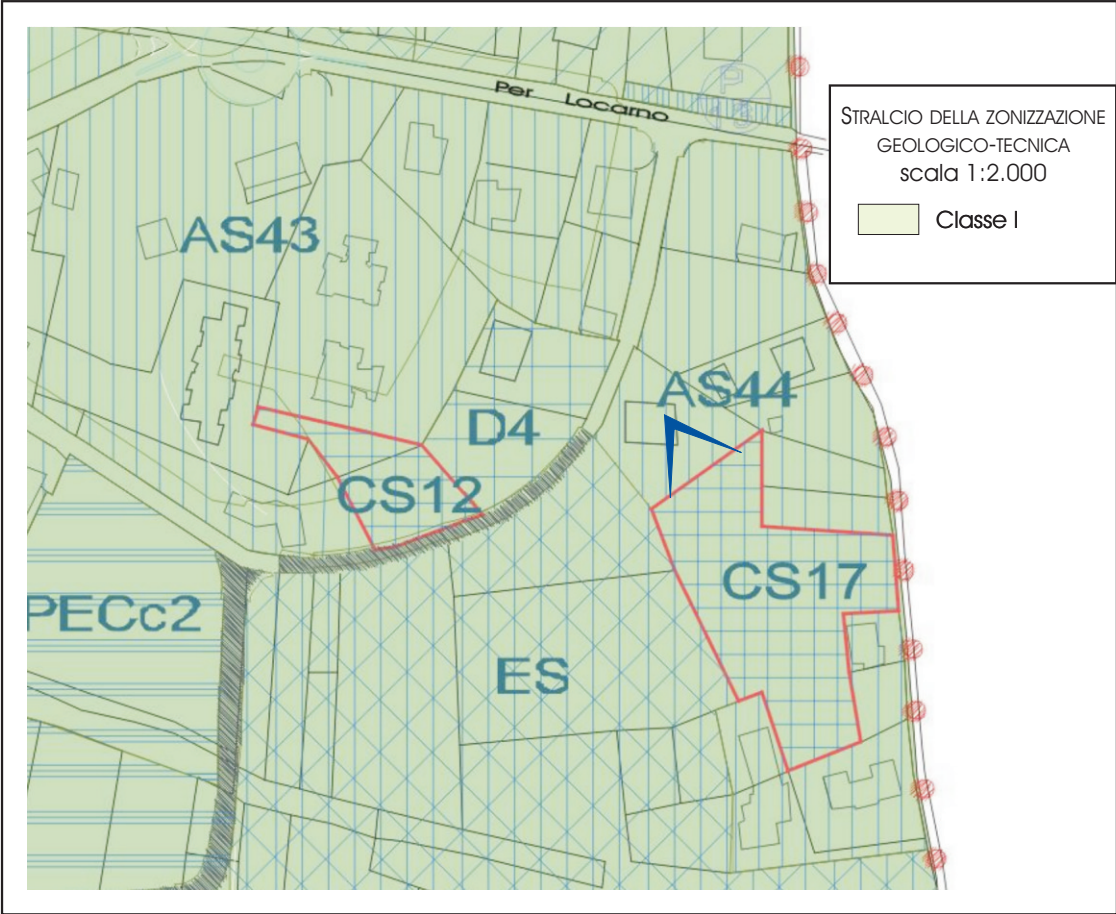 Per Locarno
P
15
STRALCIO DELLA ZONIZZAZIONE
GEOLOGICO-TECNICA
scala 1:2.000
Classe I
AS43
AS44
D4
CS12
CS17
PECc2
ES